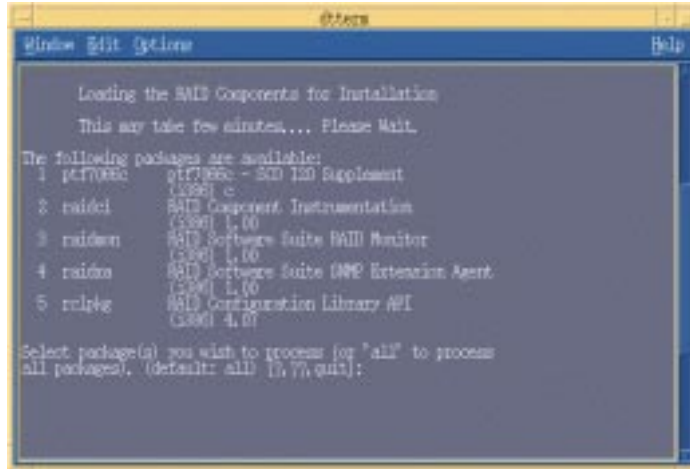 dtterm
Window Edit Options Help
Loading the RAID Components for Installation
This may take few minutes.... Please Wait.
The following packages are available:
1 ptf7066c ptf7066c - SCO I2O Supplement
(i386) c
2 raidci RAID Component Instrumentation
(i386) 1.00
3 raidmon RAID Software Suite RAID Monitor
(i386) 1.00
4 raidxa RAID Software Suite SNMP Extension Agent
(i386) 1.00
5 rclpkg RAID Configuration Library API
(i386) 4.07
Select package(s) you wish to process (or "all" to process
all packages). (default: all) [?,??,quit]: